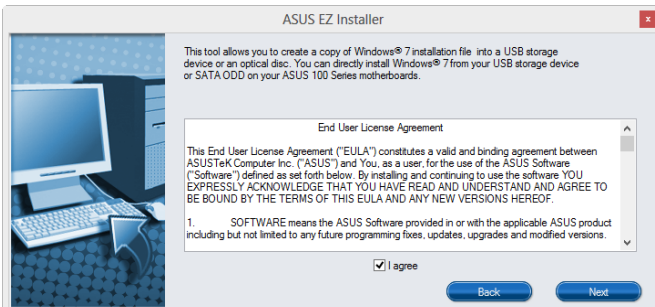 ASUS EZ Installer
x
This tool allows you to create a copy of Windows® 7 installation file into a USB storage
device or an optical disc. You can directly install Windows® 7 from your USB storage device
or SATA ODD on your ASUS 100 Series motherboards.
End User License Agreement
This End User License Agreement ("EULA") constitutes a valid and binding agreement between
ASUSTeK Computer Inc. ("ASUS") and You, as a user, for the use of the ASUS Software
("Software") defined as set forth below. By installing and continuing to use the software YOU
EXPRESSLY ACKNOWLEDGE THAT YOU HAVE READ AND UNDERSTAND AND AGREE TO
BE BOUND BY THE TERMS OF THIS EULA AND ANY NEW VERSIONS HEREOF.
1. SOFTWARE means the ASUS Software provided in or with the applicable ASUS product
including but not limited to any future programming fixes, updates, upgrades and modified versions.
I agree
Back Next